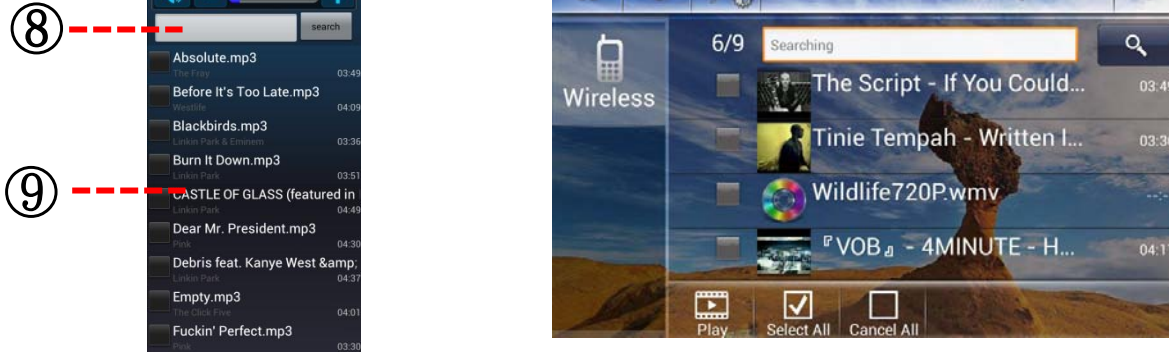 ⑧
search
Absolute.mp3
The Fray 03:49
Before It's Too Late.mp3
Westlife 04:09
Blackbirds.mp3
Linkin Park & Eminem 03:36
Burn It Down.mp3
Linkin Park 03:51
⑨
CASTLE OF GLASS (featured in
Linkin Park 04:49
Dear Mr. President.mp3
Pink 04:30
Debris feat. Kanye West &amp;
Linkin Park 04:37
Empty.mp3
The Click Five 04:01
Fuckin' Perfect.mp3
Pink 03:30
Wireless
6/9 Searching
The Script - If You Could... 03:49
Tinie Tempah - Written I... 03:30
Wildlife720P.wmv --:--
『VOB』 - 4MINUTE - H... 04:11
Play Select All Cancel All